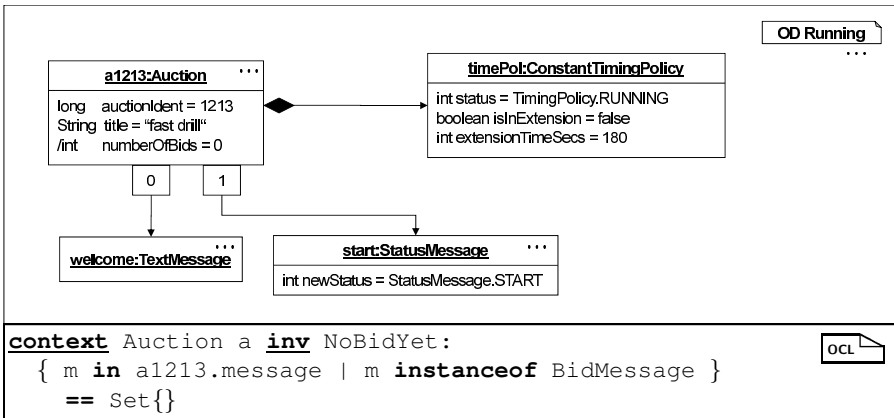 OD Running
...
a1213:Auction ...
long auctionIdent = 1213
String title = "fast drill"
/int numberOfBids = 0
timePol:ConstantTimingPolicy
int status = TimingPolicy.RUNNING
boolean isInExtension = false
int extensionTimeSecs = 180
0 1
welcome:TextMessage ...
start:StatusMessage ...
int newStatus = StatusMessage.START
context Auction a inv NoBidYet:
{ m in a1213.message | m instanceof BidMessage }
== Set{}
OCL